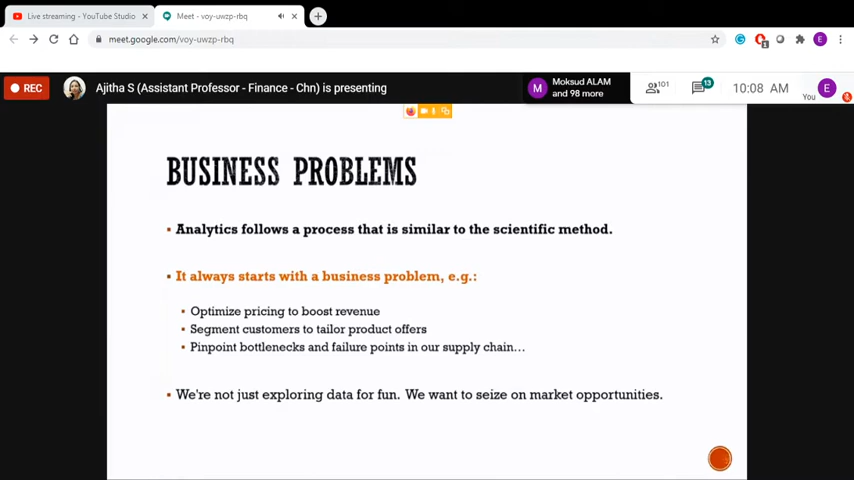 Live streaming - YouTube Studio
Meet - voy-uwzp-rbq
meet.google.com/voy-uwzp-rbq
1
E
REC
Ajitha S (Assistant Professor - Finance - Chn) is presenting
M
Moksud ALAM
and 98 more
101
13
10:08 AM
E
You
BUSINESS PROBLEMS
▪ Analytics follows a process that is similar to the scientific method.
▪ It always starts with a business problem, e.g.:
▪ Optimize pricing to boost revenue
▪ Segment customers to tailor product offers
▪ Pinpoint bottlenecks and failure points in our supply chain…
▪ We're not just exploring data for fun. We want to seize on market opportunities.